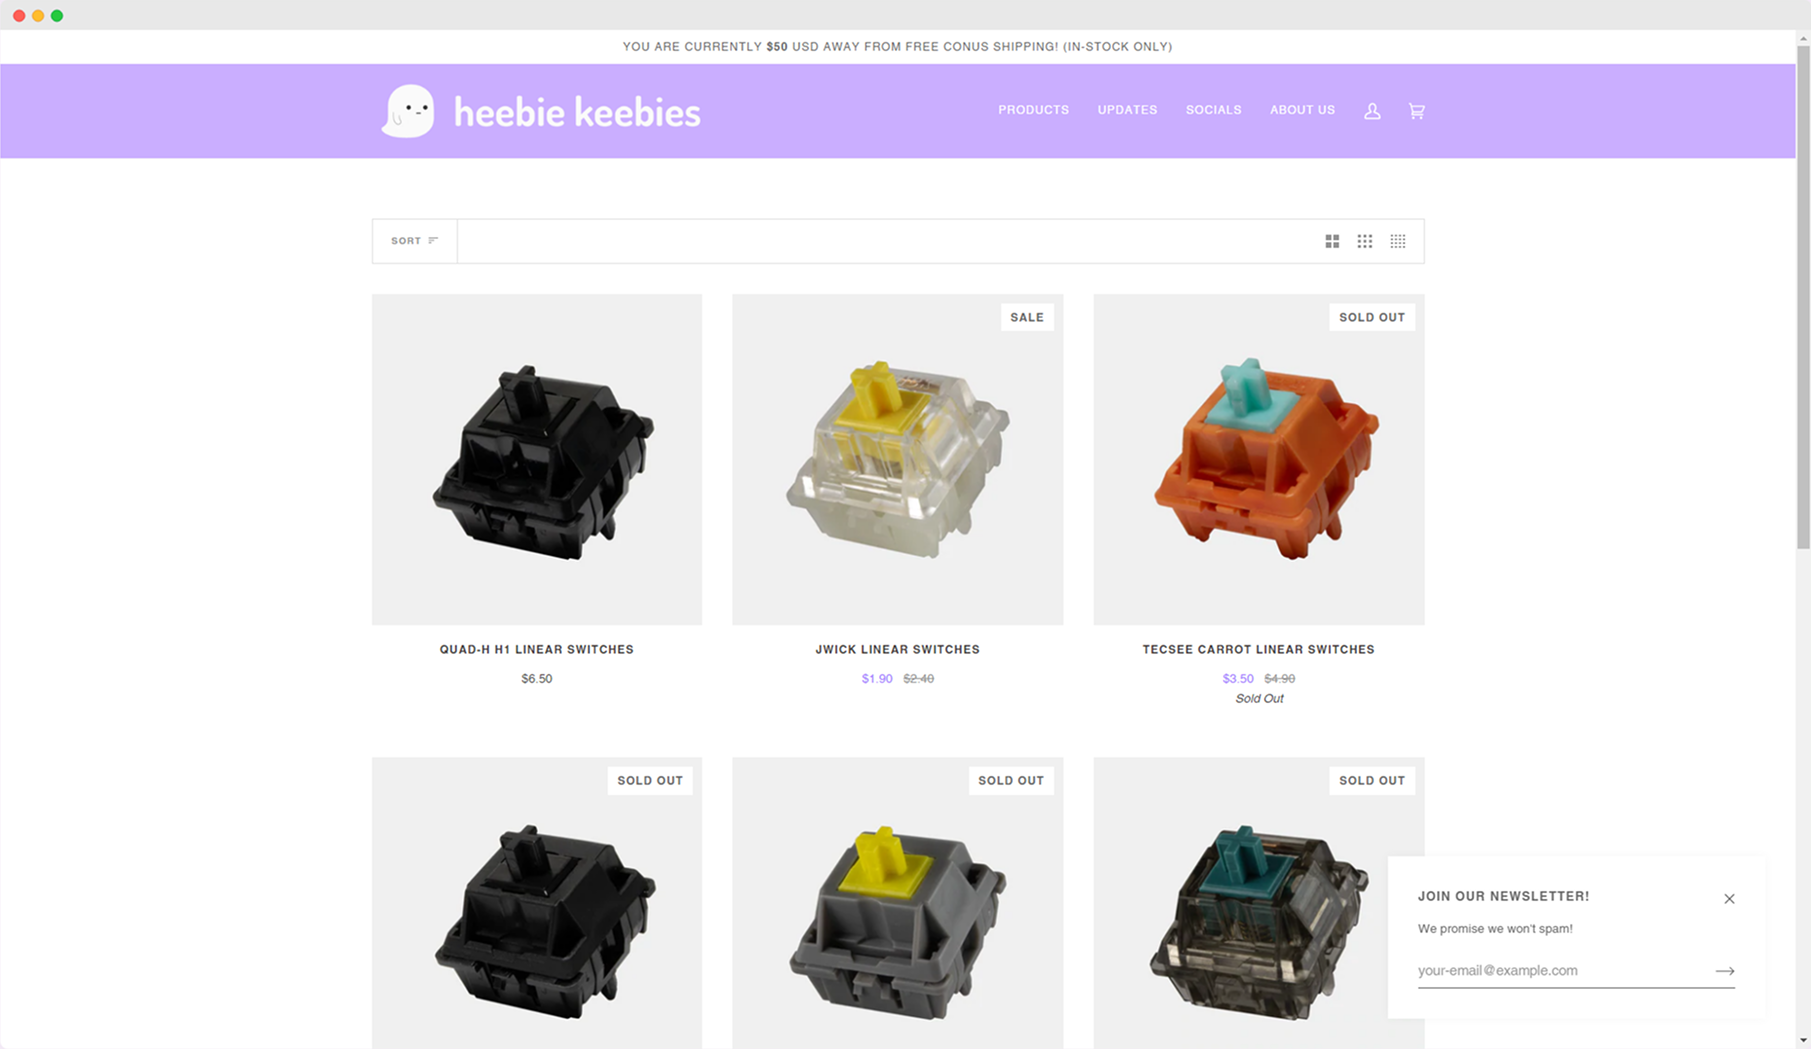 YOU ARE CURRENTLY $50 USD AWAY FROM FREE CONUS SHIPPING! (IN-STOCK ONLY)
heebie keebies
PRODUCTS UPDATES SOCIALS ABOUT US
SORT
SALE
SOLD OUT
QUAD-H H1 LINEAR SWITCHES
$6.50
JWICK LINEAR SWITCHES
$1.90 $2.40
TECSEE CARROT LINEAR SWITCHES
$3.50 $4.90
Sold Out
SOLD OUT
SOLD OUT
SOLD OUT
JOIN OUR NEWSLETTER!
We promise we won't spam!
your-email@example.com